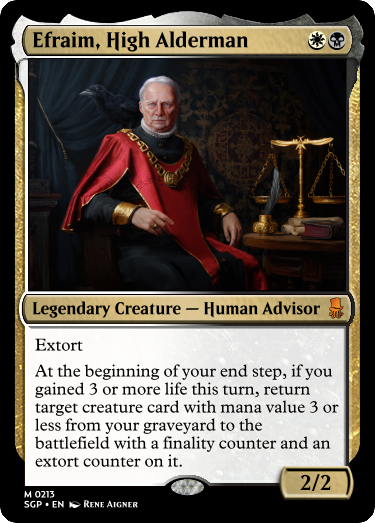 Efraim, High Alderman
Legendary Creature — Human Advisor
Extort
At the beginning of your end step, if you
gained 3 or more life this turn, return
target creature card with mana value 3 or
less from your graveyard to the
battlefield with a finality counter and an
extort counter on it.
2/2
M 0213
SGP • EN Rene Aigner